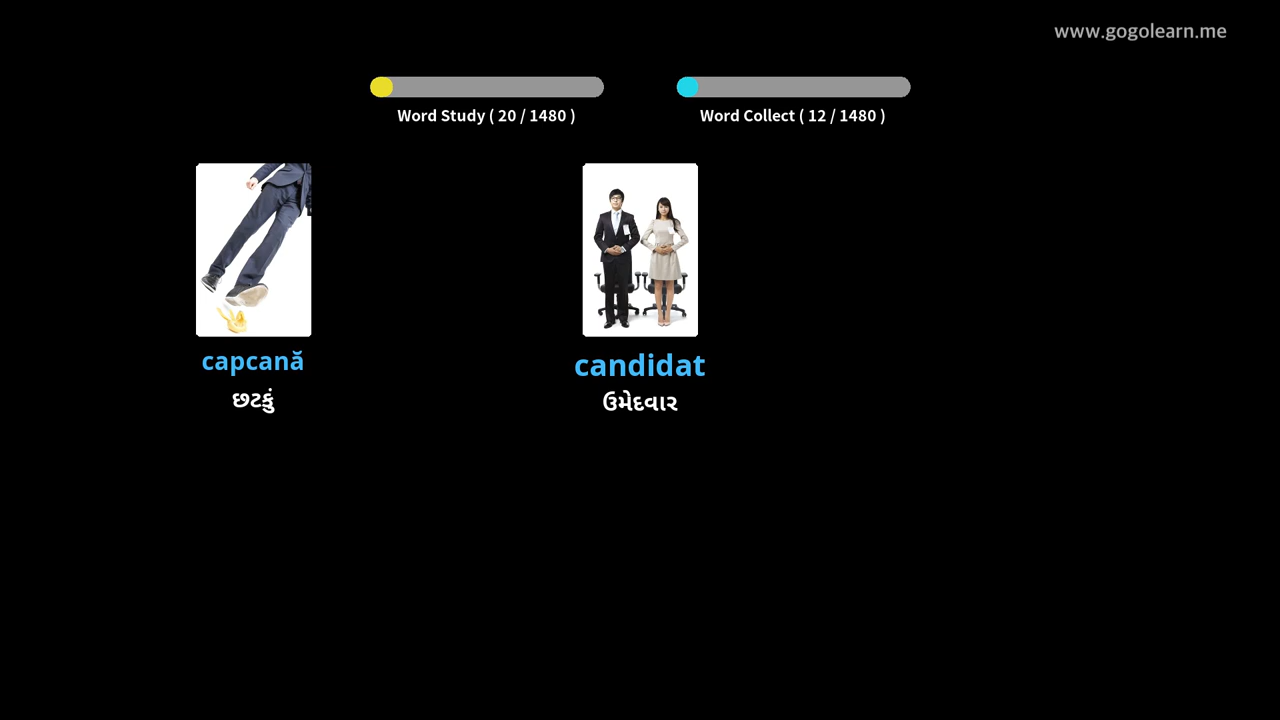 www.gogolearn.me
Word Study ( 20 / 1480 )
Word Collect ( 12 / 1480 )
capcană
છટકું
candidat
ઉમેદવાર